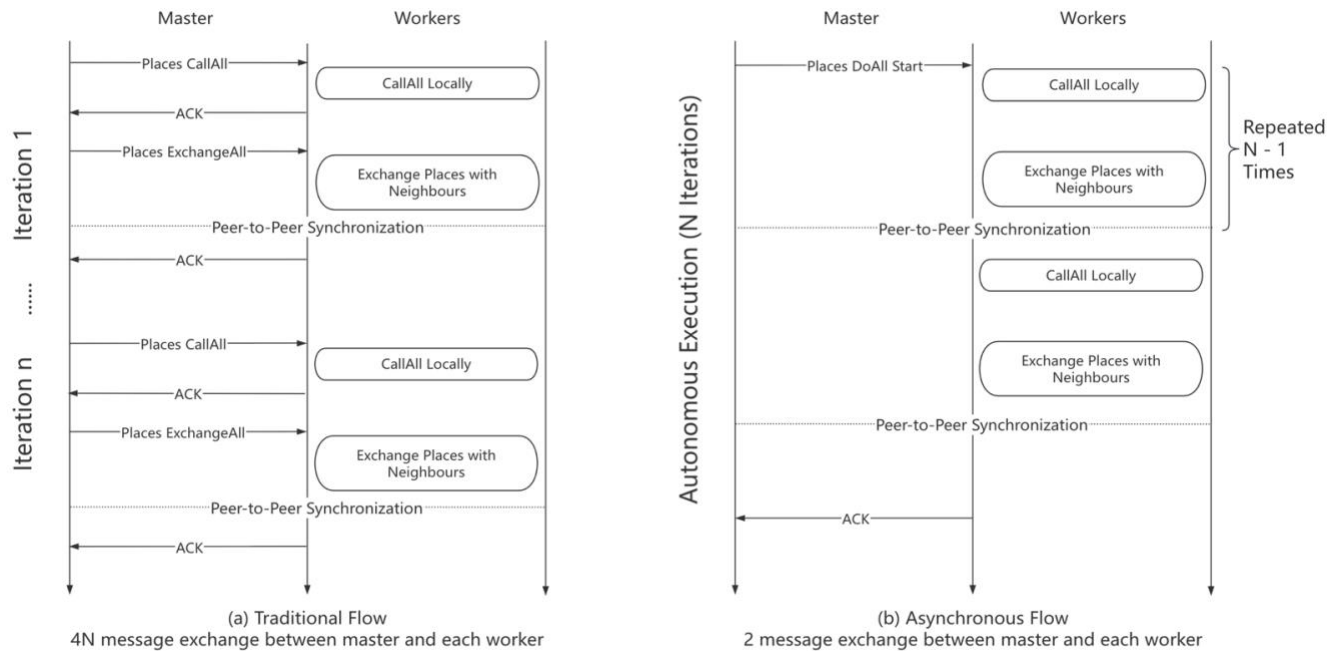 Master
Workers
Places CallAll
CallAll Locally
ACK
Places ExchangeAll
Exchange Places with
Neighbours
Peer-to-Peer Synchronization
ACK
Iteration 1
......
Places CallAll
CallAll Locally
ACK
Places ExchangeAll
Exchange Places with
Neighbours
Peer-to-Peer Synchronization
ACK
Iteration n
(a) Traditional Flow
4N message exchange between master and each worker
Master
Workers
Places DoAll Start
CallAll Locally
Exchange Places with
Neighbours
Peer-to-Peer Synchronization
Repeated
N - 1
Times
CallAll Locally
Exchange Places with
Neighbours
Peer-to-Peer Synchronization
ACK
Autonomous Execution (N Iterations)
(b) Asynchronous Flow
2 message exchange between master and each worker